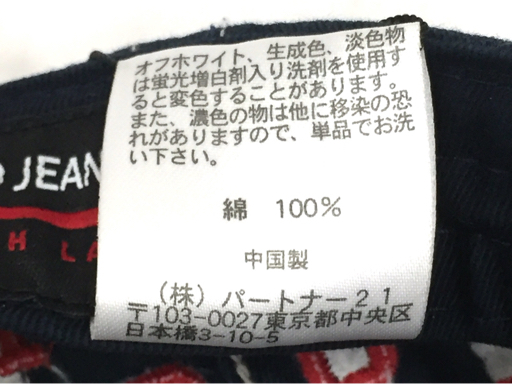 オフホワイト、生成色、淡色物
は蛍光増白剤入り洗剤を使用す
ると変色することがあります。
また、濃色の物は他に移染の恐
れがありますので、単品でお洗
い下さい。
JEAN
H LA
綿 100%
中国製
(株) パートナー21
〒103-0027東京都中央区
日本橋3-10-5